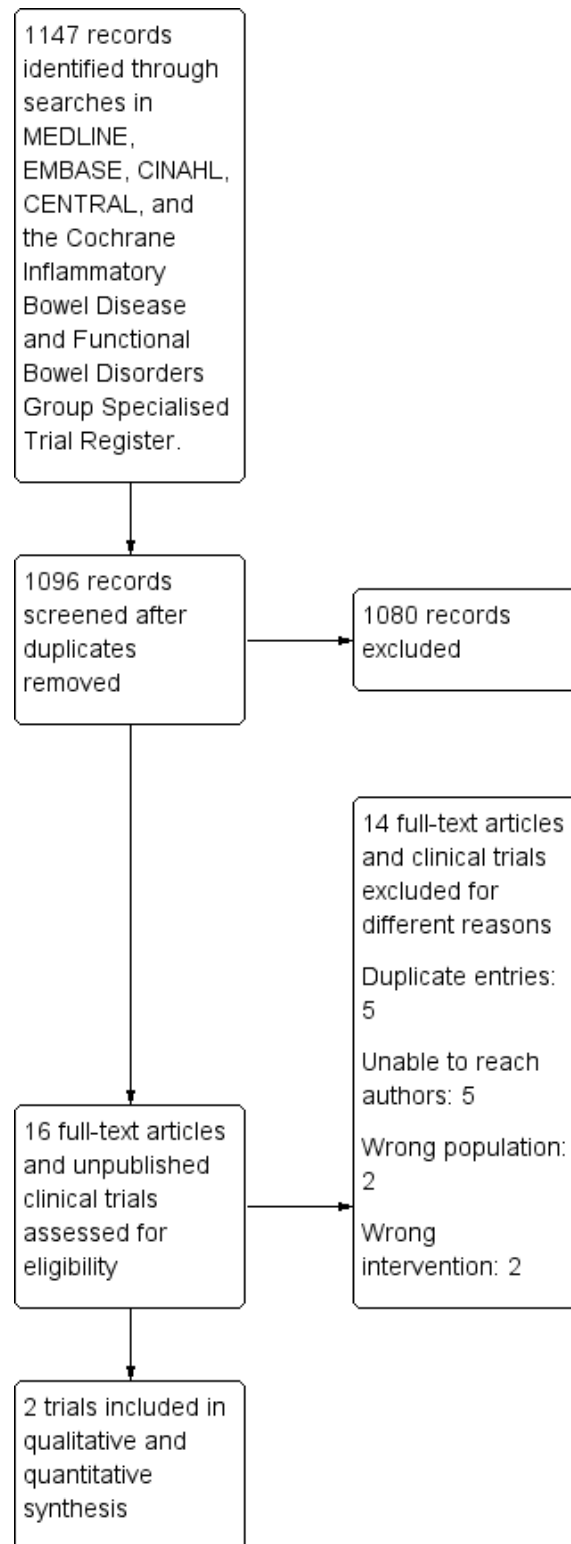 1147 records
identified through
searches in
MEDLINE,
EMBASE, CINAHL,
CENTRAL, and
the Cochrane
Inflammatory
Bowel Disease
and Functional
Bowel Disorders
Group Specialised
Trial Register.
1096 records
screened after
duplicates
removed
1080 records
excluded
14 full-text articles
and clinical trials
excluded for
different reasons
Duplicate entries:
5
Unable to reach
authors: 5
Wrong population:
2
Wrong
intervention: 2
16 full-text articles
and unpublished
clinical trials
assessed for
eligibility
2 trials included in
qualitative and
quantitative
synthesis